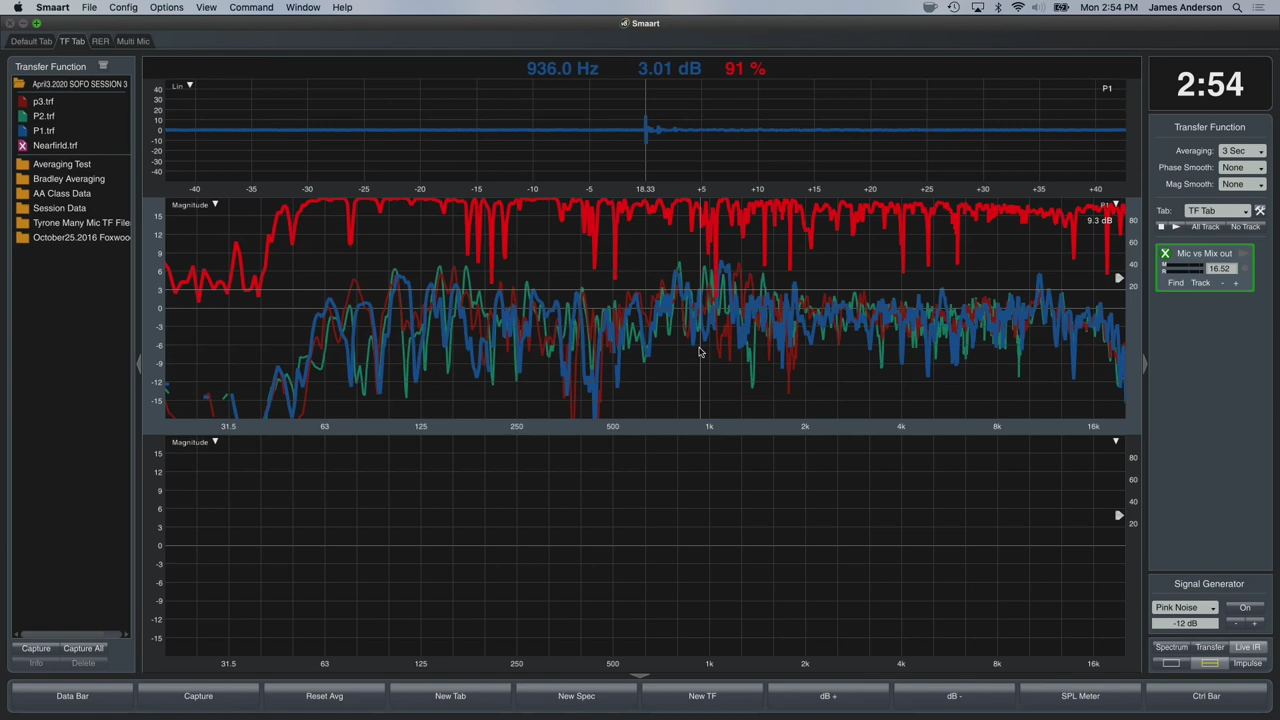 Smaart File Config Options View Command Window Help Mon 2:54 PM James Anderson
Smaart
Default Tab TF Tab RER Multi Mic
Transfer Function
April3.2020 SOFO SESSION 3
p3.trf
P2.trf
P1.trf
Nearfirld.trf
Averaging Test
Bradley Averaging
AA Class Data
Session Data
Tyrone Many Mic TF Files
October25.2016 Foxwoo
Capture Capture All
Info Delete
936.0 Hz 3.01 dB 91 %
Lin P1
40
30
20
10
0
-10
-20
-30
-40
-40 -35 -30 -25 -20 -15 -10 -5 18.33 +5 +10 +15 +20 +25 +30 +35 +40
Magnitude P1
9.3 dB
15
12
9
6
3
0
-3
-6
-9
-12
-15
80
60
40
20
31.5 63 125 250 500 1k 2k 4k 8k 16k
Magnitude
15
12
9
6
3
0
-3
-6
-9
-12
-15
80
60
40
20
31.5 63 125 250 500 1k 2k 4k 8k 16k
2:54
Transfer Function
Averaging: 3 Sec
Phase Smooth: None
Mag Smooth: None
Tab: TF Tab
All Track No Track
X Mic vs Mix out
M
R 16.52
Find Track - +
Signal Generator
Pink Noise On
-12 dB - +
Spectrum Transfer Live IR
Impulse
Data Bar Capture Reset Avg New Tab New Spec New TF dB + dB - SPL Meter Ctrl Bar